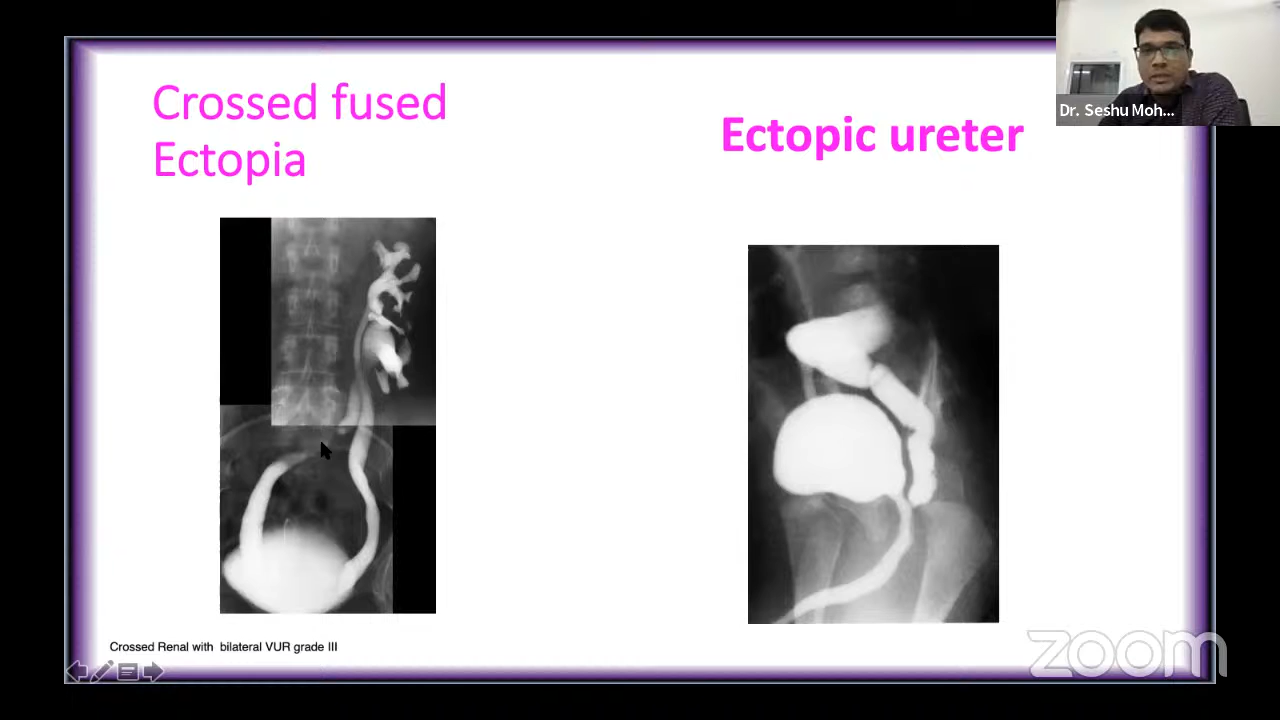 Crossed fused
Ectopia
Ectopic ureter
Dr. Seshu Moh...
Crossed Renal with bilateral VUR grade III
zoom